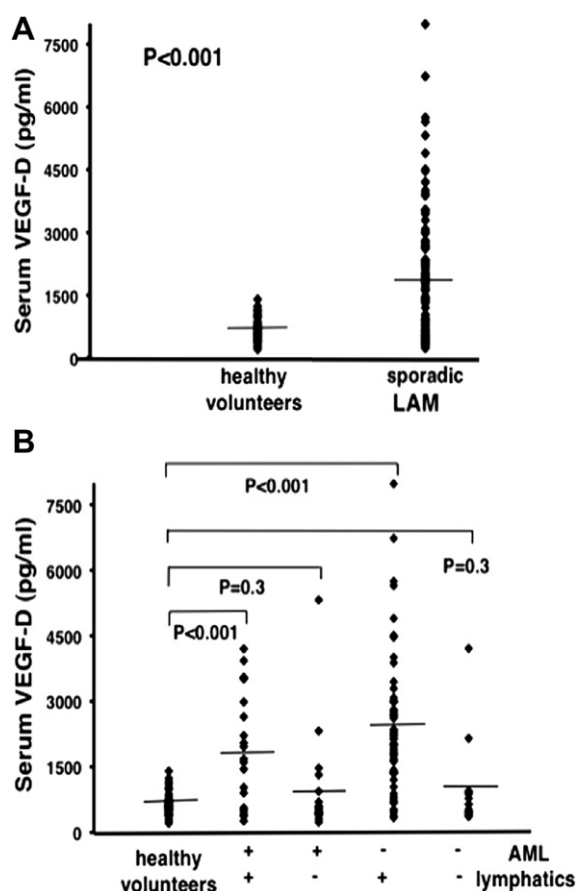 A
7500
P<0.001
6000
4500
3000
1500
0
Serum VEGF-D (pg/ml)
healthy
volunteers
sporadic
LAM
B
P<0.001
7500
P=0.3
6000
P=0.3
4500
P<0.001
3000
1500
0
Serum VEGF-D (pg/ml)
healthy
volunteers
+ + - - AML
+ - + - lymphatics